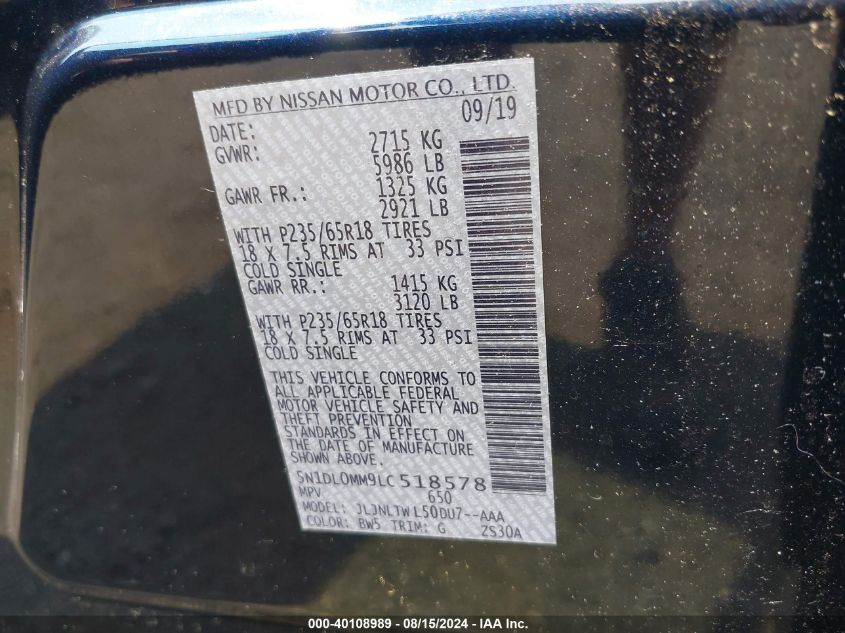 MFD BY NISSAN MOTOR CO., LTD.
DATE: 09/19
GVWR: 2715 KG
5986 LB
GAWR FR.: 1325 KG
2921 LB
WITH P235/65R18 TIRES
18 X 7.5 RIMS AT 33 PSI
COLD SINGLE
GAWR RR.: 1415 KG
3120 LB
WITH P235/65R18 TIRES
18 X 7.5 RIMS AT 33 PSI
COLD SINGLE
THIS VEHICLE CONFORMS TO
ALL APPLICABLE FEDERAL
MOTOR VEHICLE SAFETY AND
THEFT PREVENTION
STANDARDS IN EFFECT ON
THE DATE OF MANUFACTURE
SHOWN ABOVE.
5N1DL0MM9LC518578
MPV 650
MODEL: JLJNLTWL50DU7--AAA
COLOR: BW5 TRIM: G ZS30A
000-40108989 - 08/15/2024 - IAA Inc.